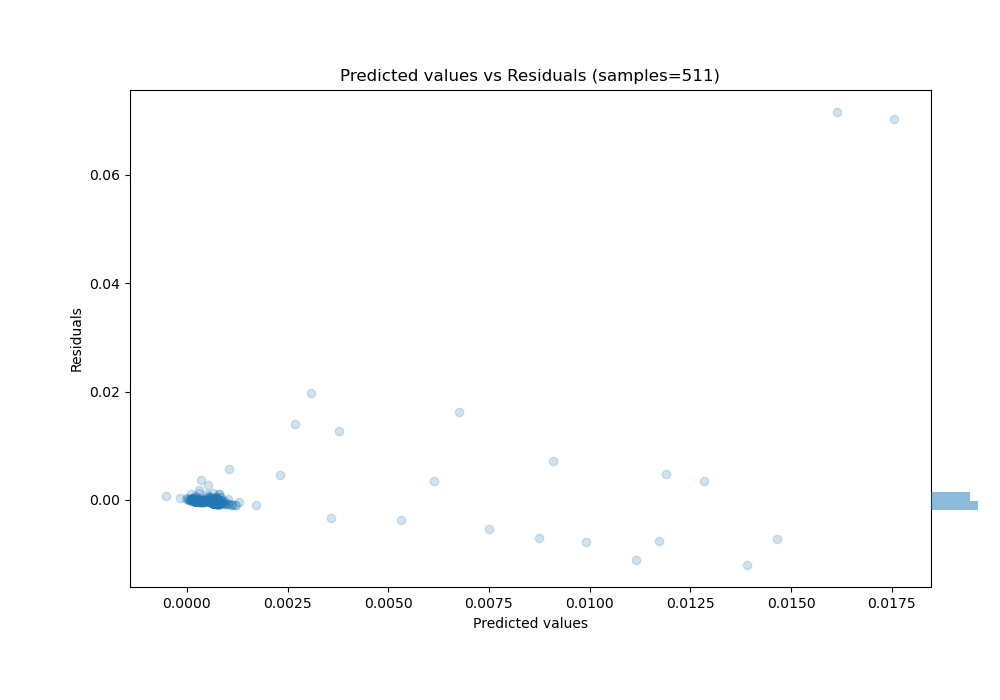 Predicted values vs Residuals (samples=511)
0.06
0.04
0.02
0.00
Residuals
0.0000 0.0025 0.0050 0.0075 0.0100 0.0125 0.0150 0.0175
Predicted values